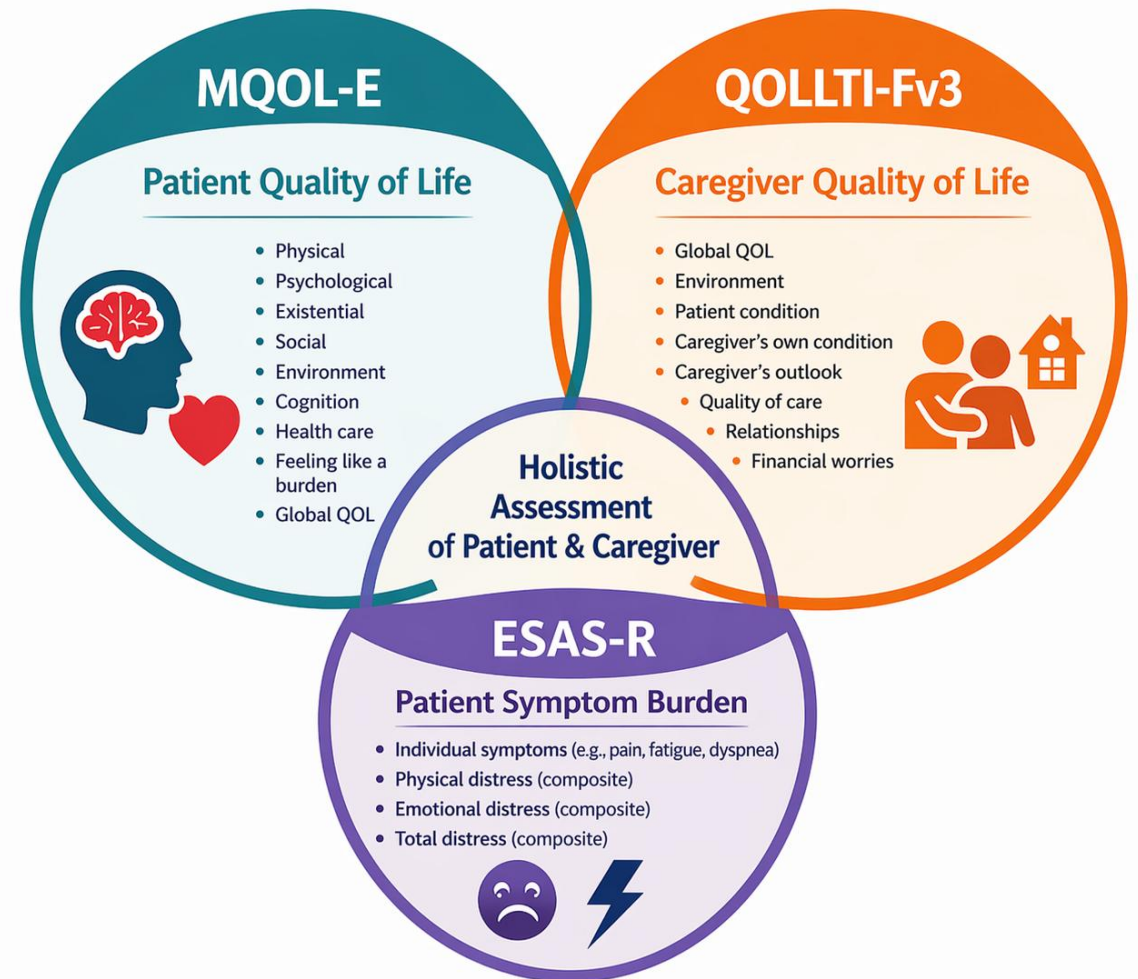 MQOL-E
Patient Quality of Life
• Physical
• Psychological
• Existential
• Social
• Environment
• Cognition
• Health care
• Feeling like a
burden
• Global QOL
QOLLTI-Fv3
Caregiver Quality of Life
• Global QOL
• Environment
• Patient condition
• Caregiver's own condition
• Caregiver's outlook
• Quality of care
• Relationships
• Financial worries
Holistic
Assessment
of Patient & Caregiver
ESAS-R
Patient Symptom Burden
• Individual symptoms (e.g., pain, fatigue, dyspnea)
• Physical distress (composite)
• Emotional distress (composite)
• Total distress (composite)